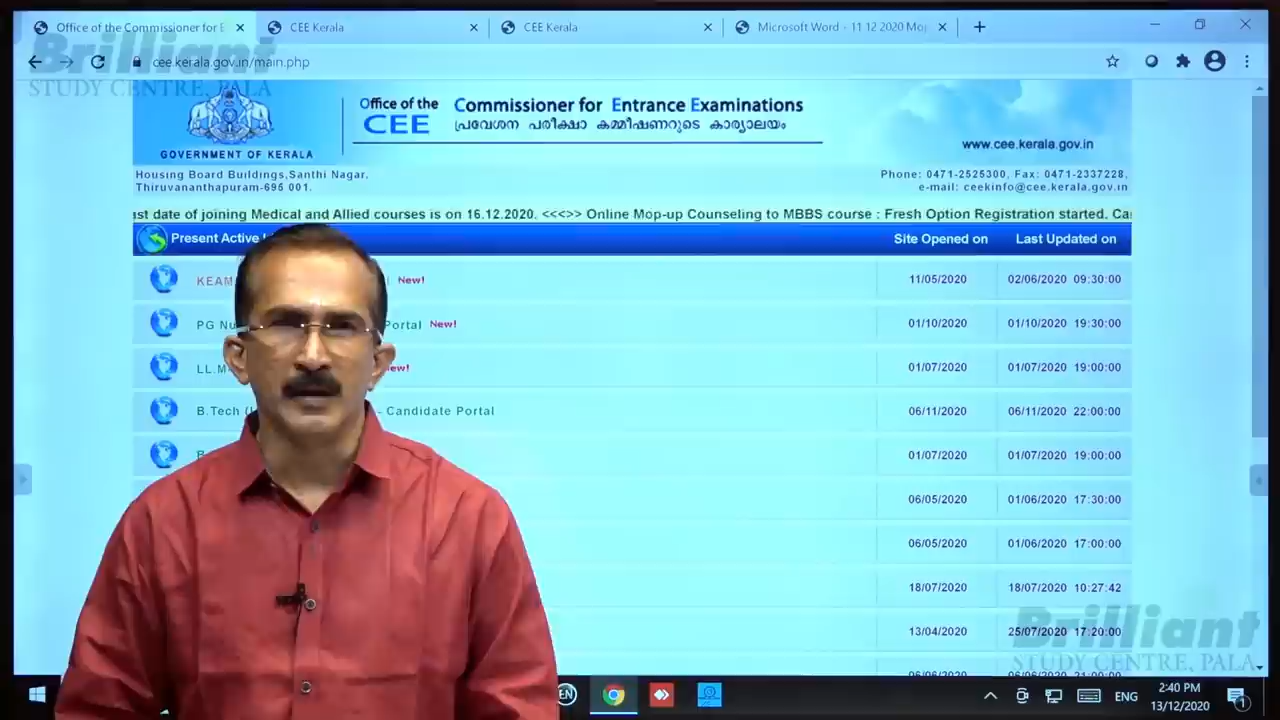 Office of the Commissioner for E
CEE Kerala
CEE Kerala
Microsoft Word - 11 12 2020 Mop
Brilliant
STUDY CENTRE, PALA
cee.kerala.gov.in/main.php
GOVERNMENT OF KERALA
Office of the
CEE
Commissioner for Entrance Examinations
പ്രവേശന പരീക്ഷാ കമ്മീഷണറുടെ കാര്യാലയം
www.cee.kerala.gov.in
Housing Board Buildings,Santhi Nagar,
Thiruvananthapuram-695 001.
Phone: 0471-2525300, Fax: 0471-2337228,
e-mail: ceekinfo@cee.kerala.gov.in
ast date of joining Medical and Allied courses is on 16.12.2020. <<<>> Online Mop-up Counseling to MBBS course : Fresh Option Registration started. Ca
Present Active Site Opened on Last Updated on
KEAM New! 11/05/2020 02/06/2020 09:30:00
PG Nu Portal New! 01/10/2020 01/10/2020 19:30:00
LL.M ew! 01/07/2020 01/07/2020 19:00:00
B.Tech ( - Candidate Portal 06/11/2020 06/11/2020 22:00:00
01/07/2020 01/07/2020 19:00:00
06/05/2020 01/06/2020 17:30:00
06/05/2020 01/06/2020 17:00:00
18/07/2020 18/07/2020 10:27:42
13/04/2020 25/07/2020 17:20:00
Brilliant
STUDY CENTRE, PALA
EN
ENG
2:40 PM
13/12/2020
1